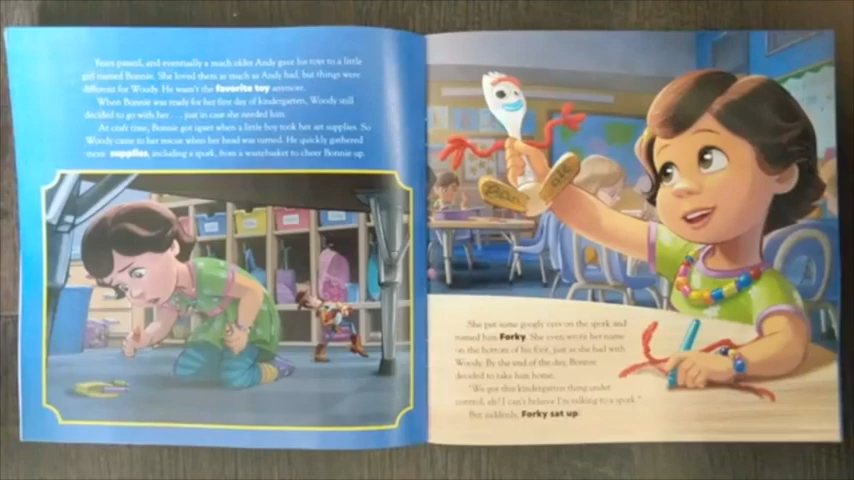 Years passed, and eventually a much older Andy gave his toys to a little
girl named Bonnie. She loved them as much as Andy had, but things were
different for Woody. He wasn't the favorite toy anymore.
When Bonnie was ready for her first day of kindergarten, Woody still
decided to go with her . . . just in case she needed him.
At craft time, Bonnie got upset when a little boy took her art supplies. So
Woody came to her rescue when her head was turned. He quickly gathered
more supplies, including a spork, from a wastebasket to cheer Bonnie up.
She put some googly eyes on the spork and
named him Forky. She even wrote her name
on the bottom of his foot, just as she had with
Woody. By the end of the day, Bonnie
decided to take him home.
"We got this kindergarten thing under
control, eh? I can't believe I'm talking to a spork."
But suddenly, Forky sat up